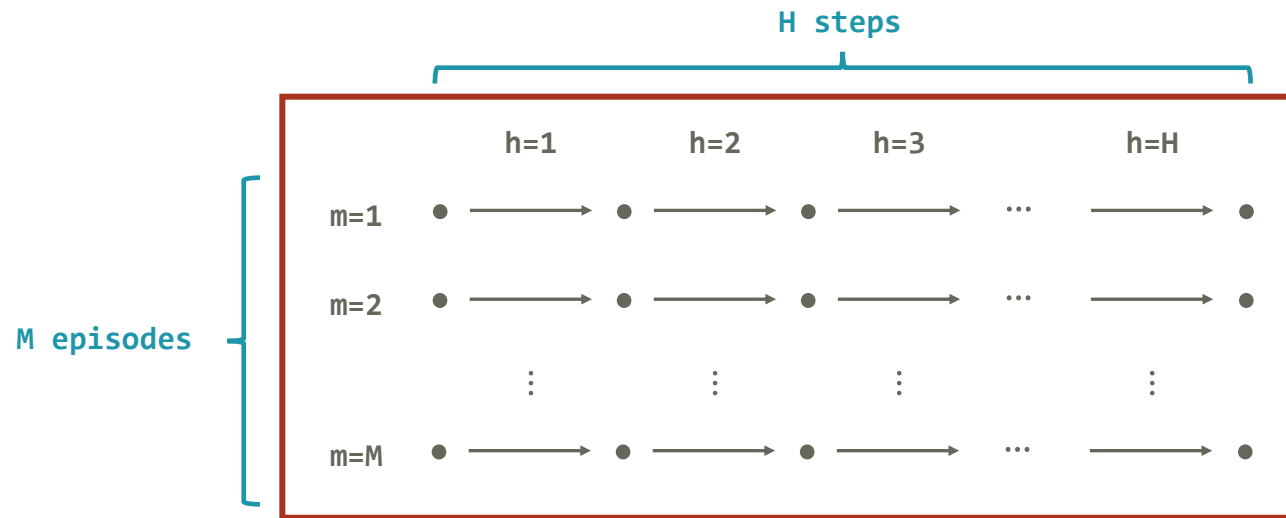 H steps
h=1 h=2 h=3 h=H
m=1 ...
m=2 ...
M episodes
⋮ ⋮ ⋮ ⋮
m=M ...